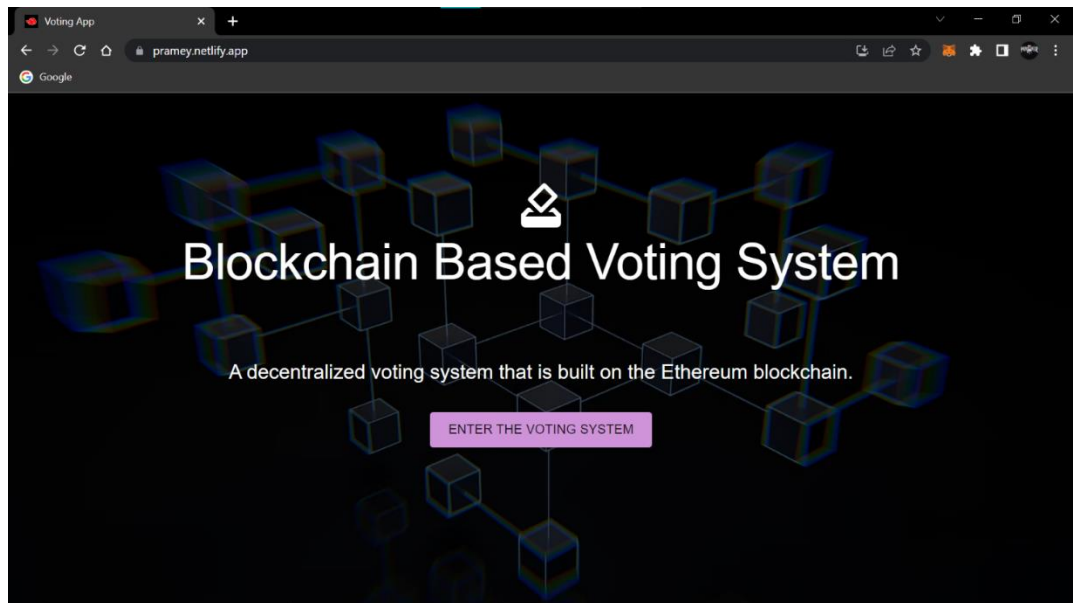 Voting App
pramey.netlify.app
Google
Blockchain Based Voting System
A decentralized voting system that is built on the Ethereum blockchain.
ENTER THE VOTING SYSTEM